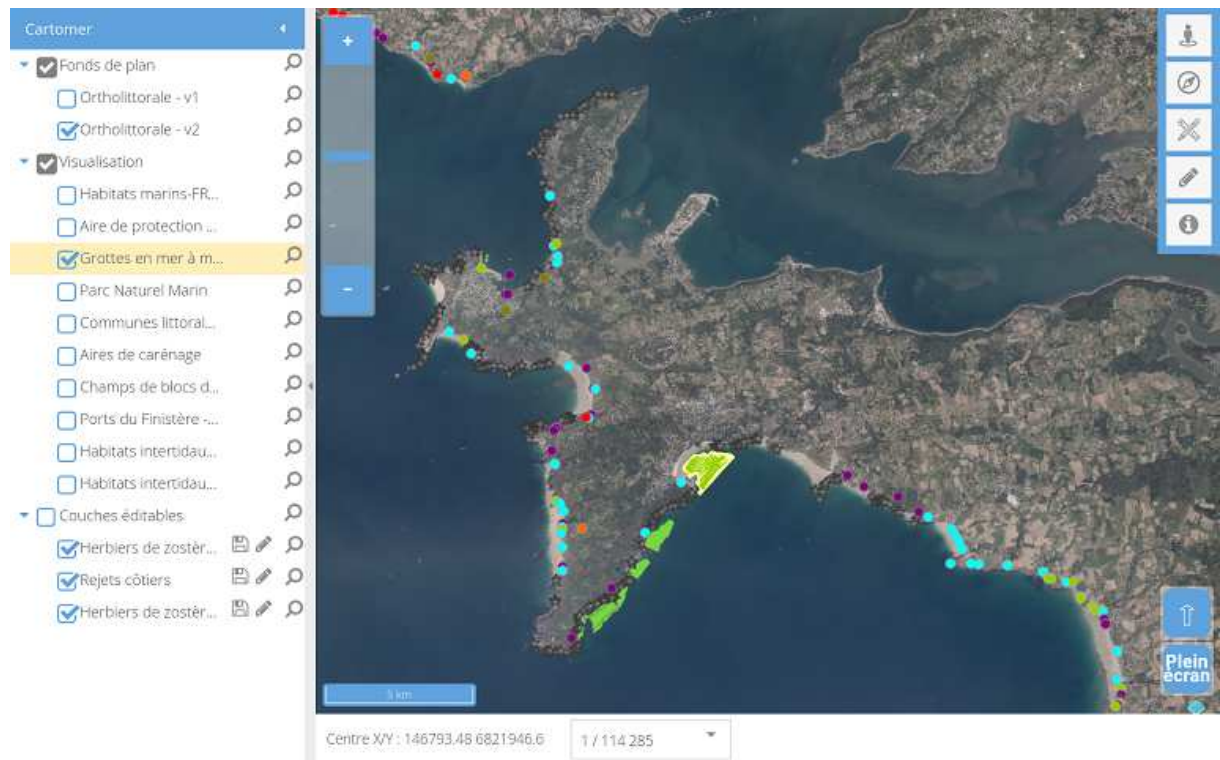 Cartomer
Fonds de plan
Ortholittorale - v1
Ortholittorale - v2
Visualisation
Habitats marins-FR...
Aire de protection ...
Grottes en mer à m...
Parc Naturel Marin
Communes littoral...
Aires de carénage
Champs de blocs d...
Ports du Finistère -...
Habitats intertidau...
Habitats intertidau...
Couches éditables
Herbiers de zostèr...
Rejets côtiers
Herbiers de zostèr...
Plein
écran
5 km
Centre X/Y : 146793.48 6821946.6
1 / 114 285